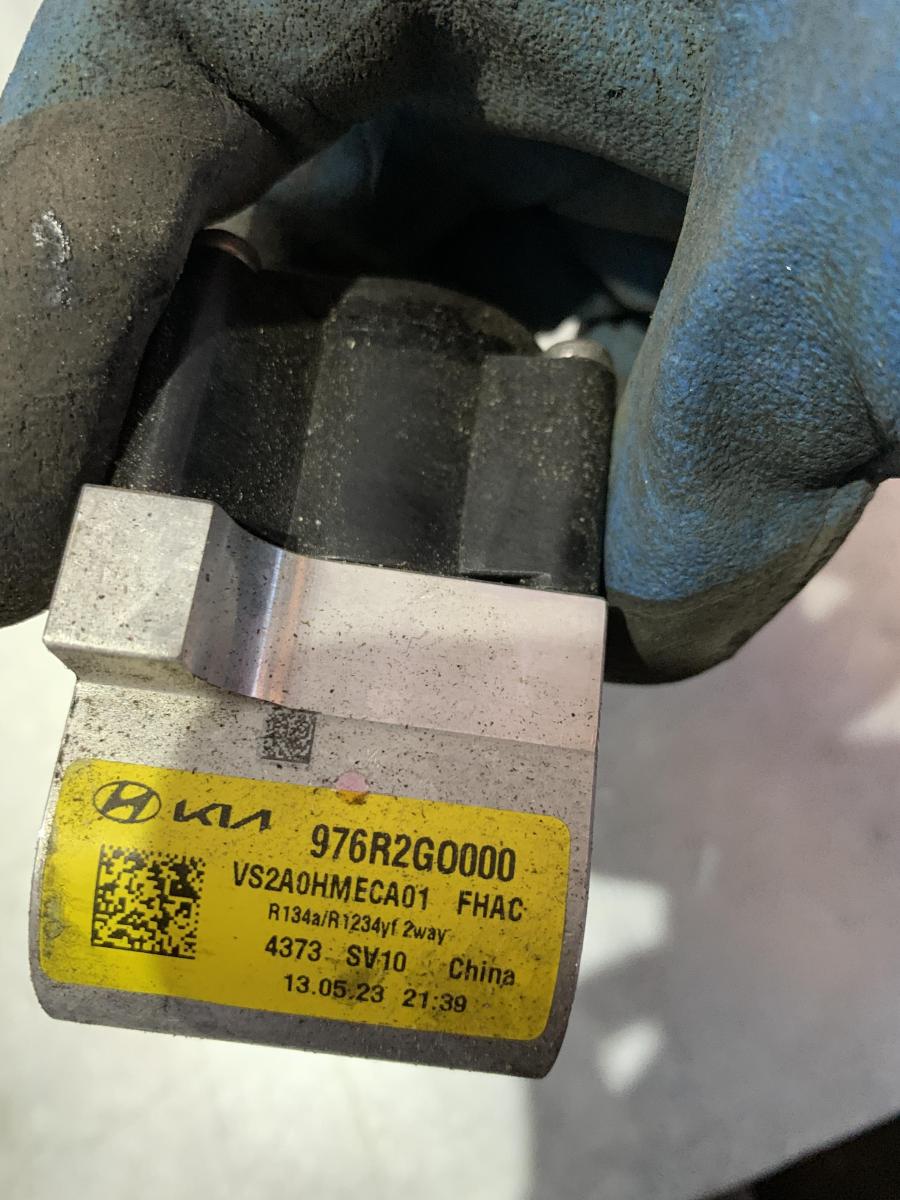 KIA 976R2G0000
VS2A0HMECA01 FHAC
R134a/R1234yf 2way
4373 SV10 China
13.05.23 21:39